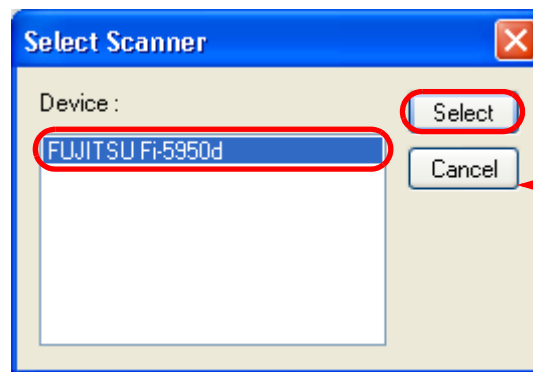 Select Scanner
Device :
Select
FUJITSU Fi-5950d
Cancel